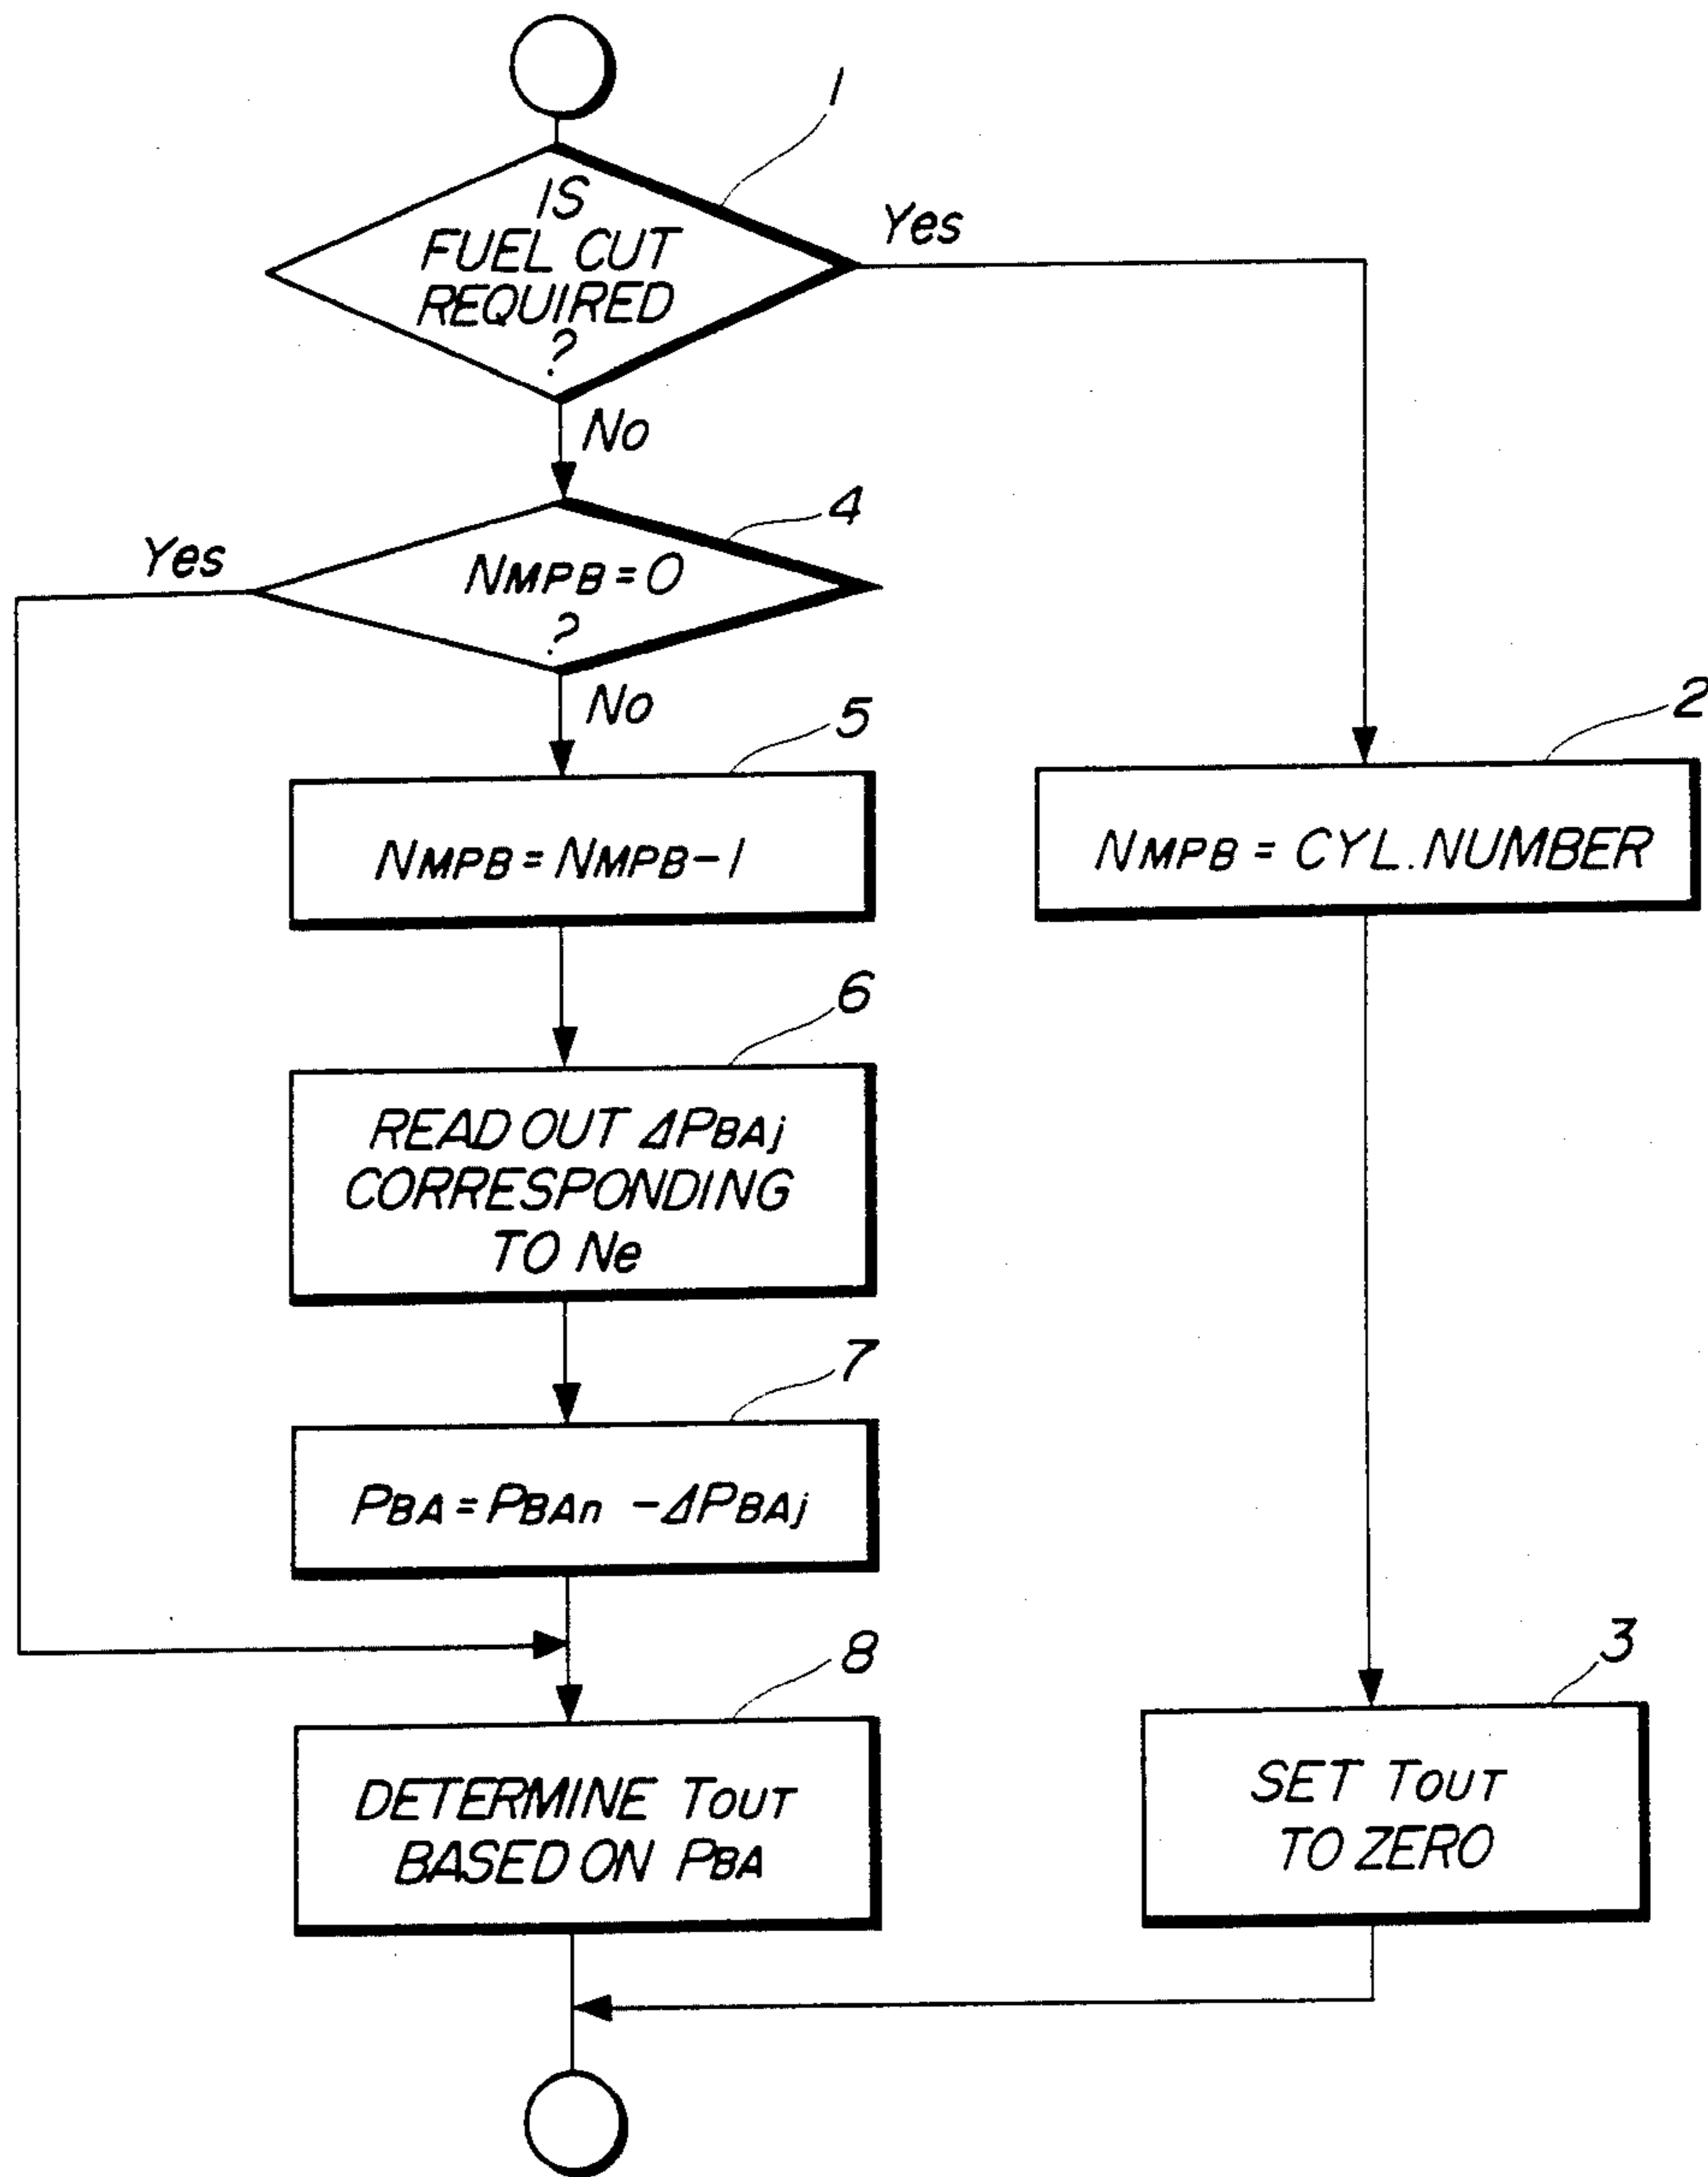 1
IS
FUEL CUT
REQUIRED
?
Yes
No
4
Yes
NMPB=0
?
No
5
NMPB=NMPB-1
2
NMPB = CYL.NUMBER
6
READ OUT ΔPBAj
CORRESPONDING
TO Ne
7
PBA=PBAn -ΔPBAj
8
DETERMINE TOUT
BASED ON PBA
3
SET TOUT
TO ZERO